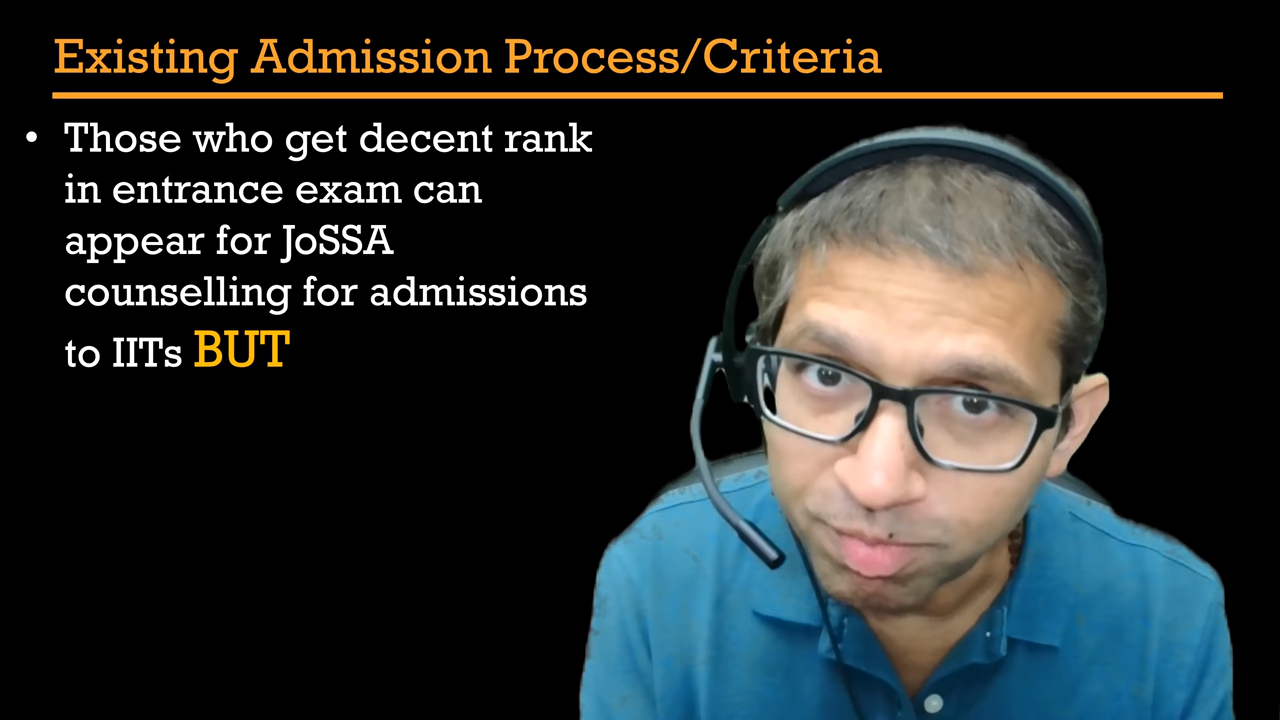 Existing Admission Process/Criteria
• Those who get decent rank
in entrance exam can
appear for JoSSA
counselling for admissions
to IITs BUT